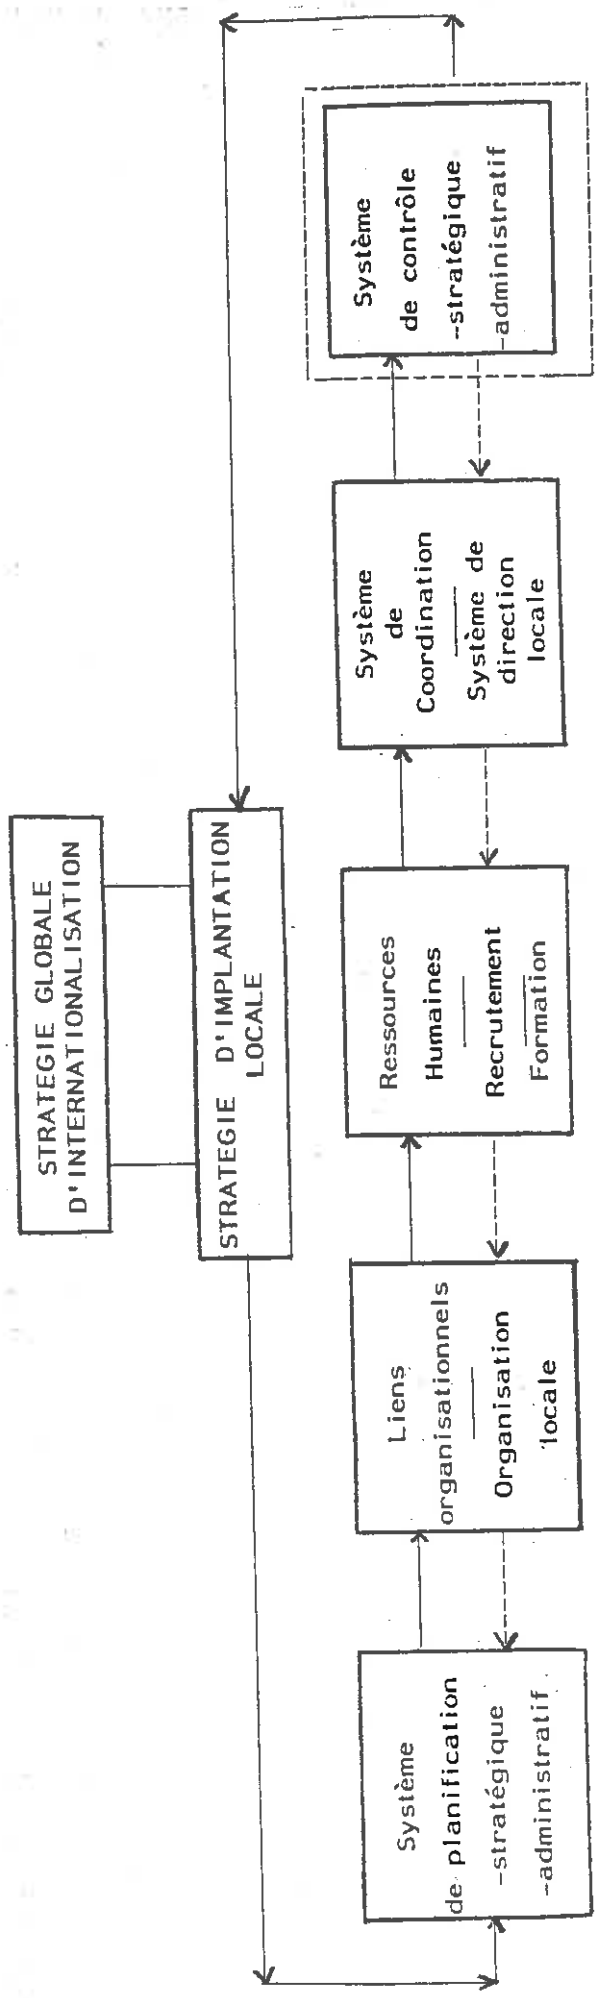 STRATEGIE GLOBALE
D'INTERNATIONALISATION
STRATEGIE D'IMPLANTATION
LOCALE
Système
de planification
-stratégique
-administratif
Liens
organisationnels
Organisation
locale
Ressources
Humaines
Recrutement
Formation
Système
de
Coordination
Système de
direction
locale
Système
de contrôle
-stratégique
-administratif